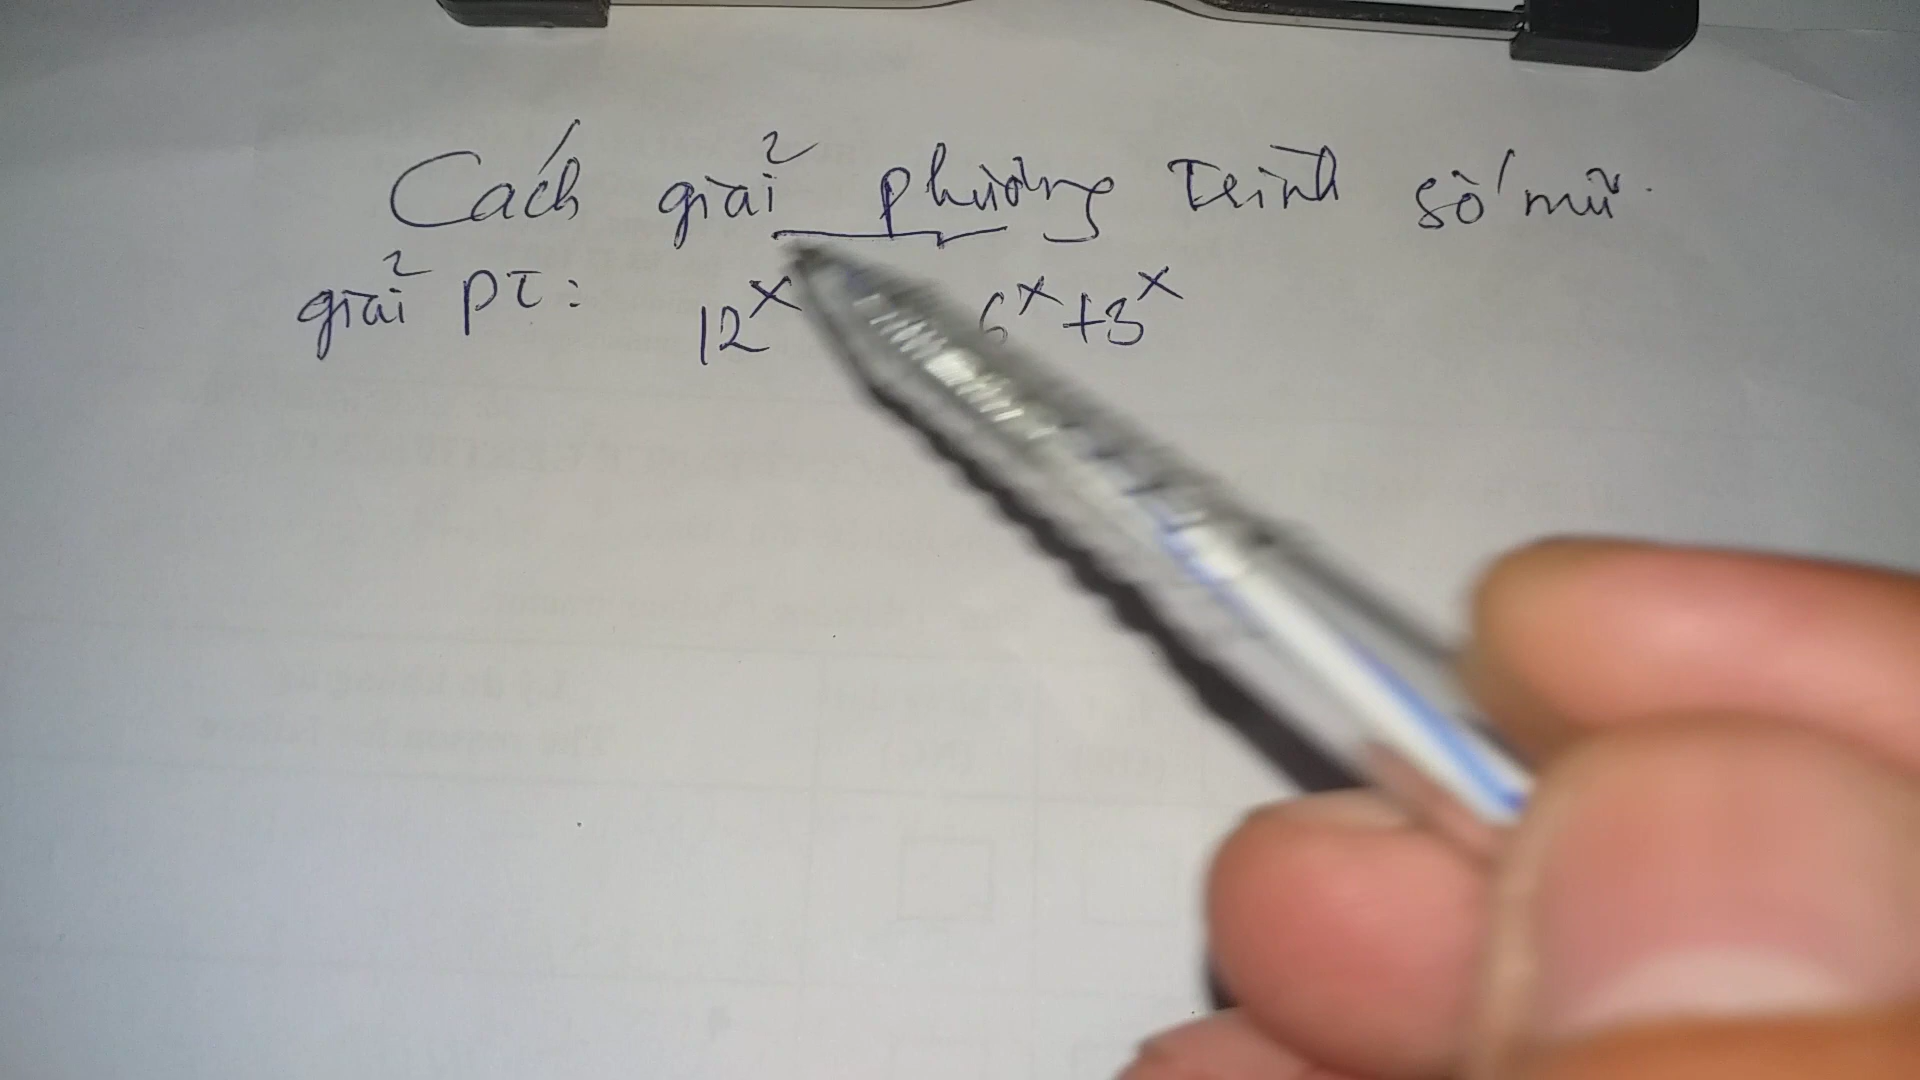 Cách giải phương trình số mũ.
giải pt: 12^x 6^x+3^x